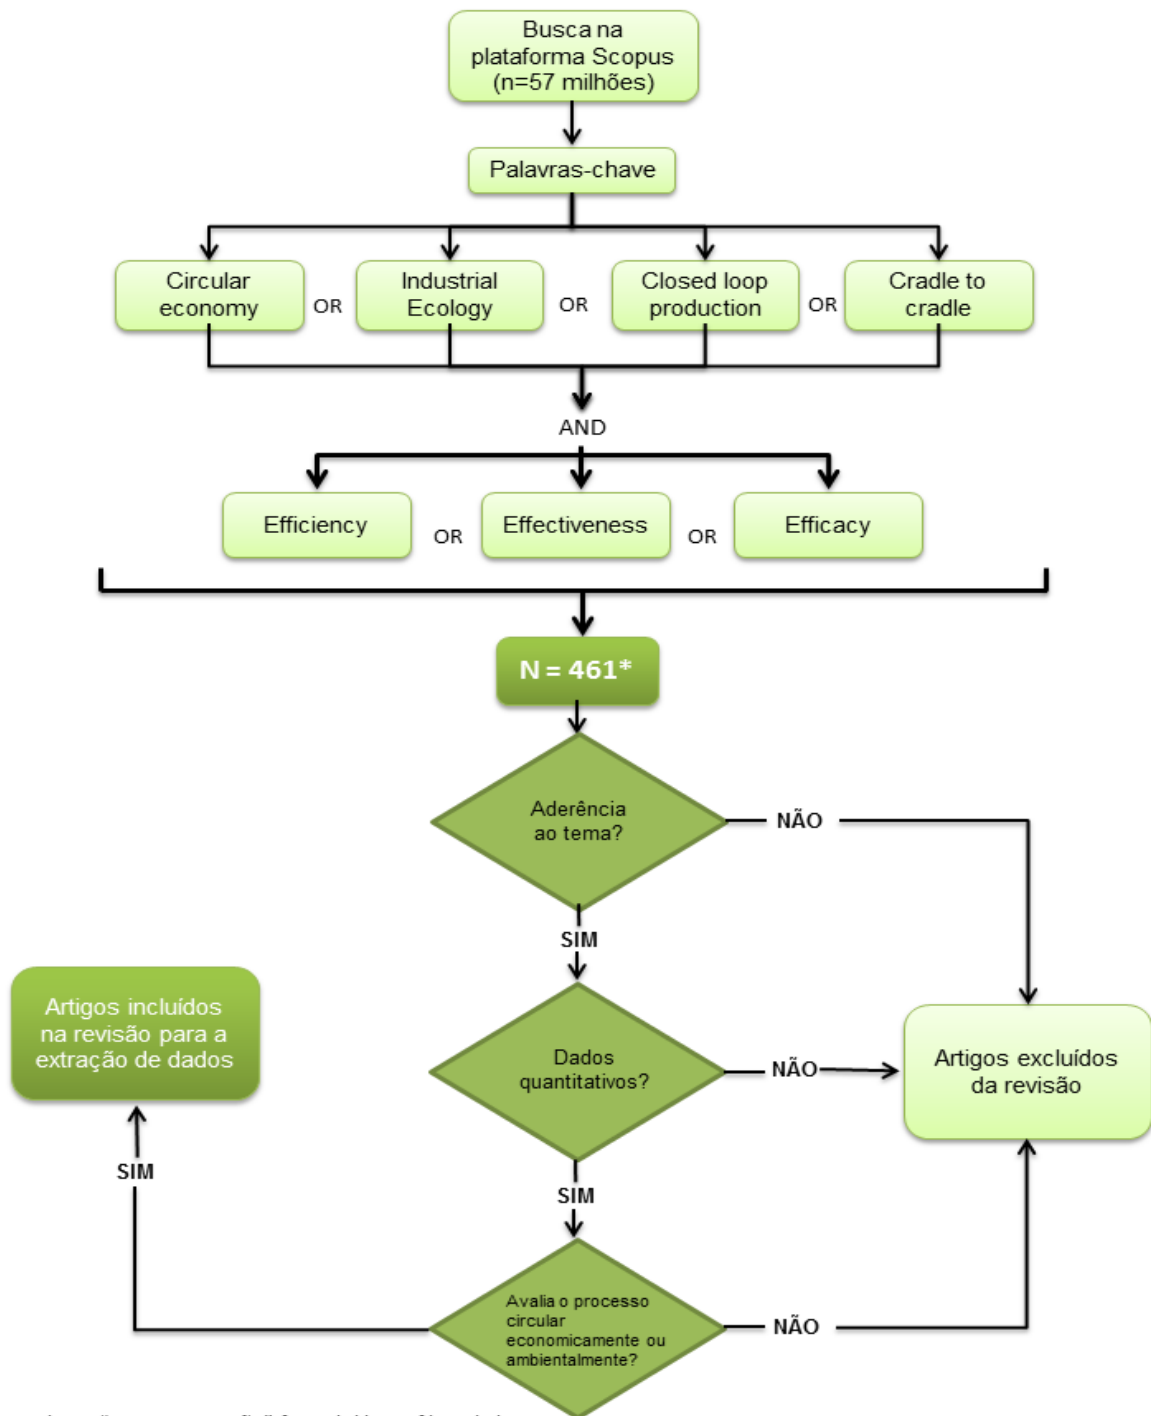 Busca na
plataforma Scopus
(n=57 milhões)
Palavras-chave
Circular
economy
OR
Industrial
Ecology
OR
Closed loop
production
OR
Cradle to
cradle
AND
Efficiency
OR
Effectiveness
OR
Efficacy
N = 461*
Aderência
ao tema?
NÃO
SIM
Artigos incluídos
na revisão para a
extração de dados
Dados
quantitativos?
NÃO
Artigos excluídos
da revisão
SIM
SIM
Avalia o processo
circular
economicamente ou
ambientalmente?
NÃO